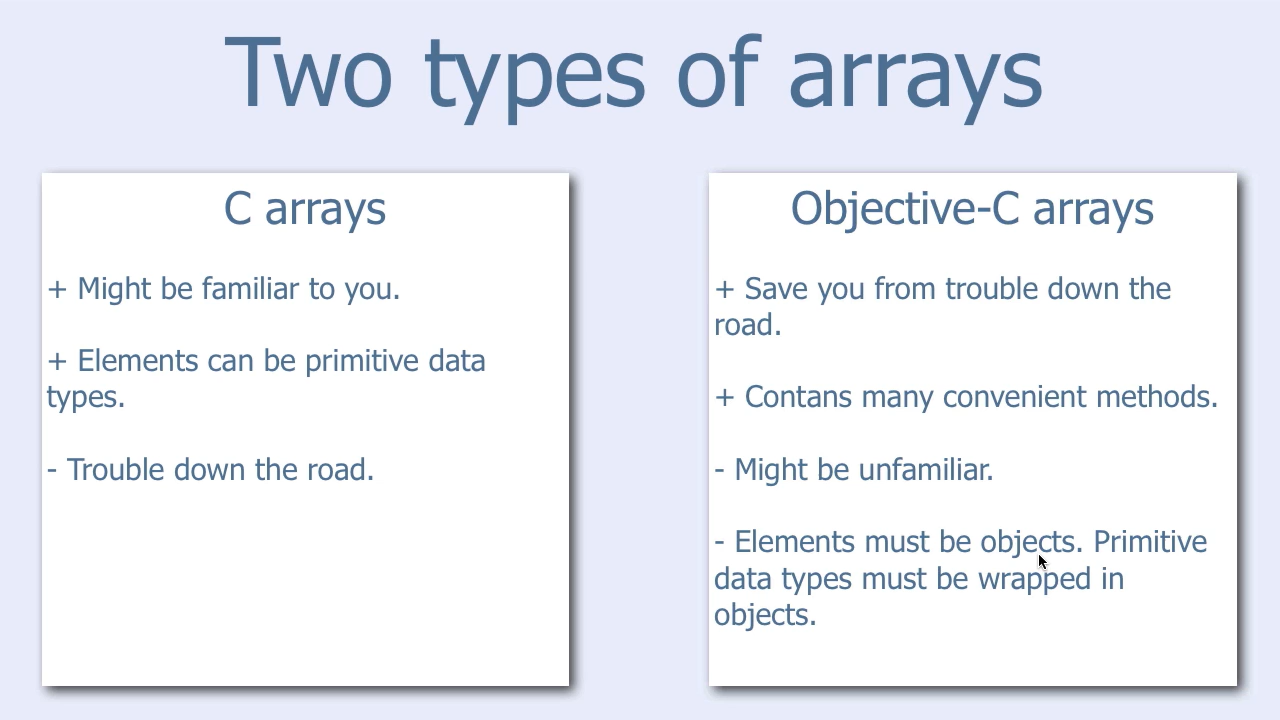 Two types of arrays
C arrays
+ Might be familiar to you.
+ Elements can be primitive data
types.
- Trouble down the road.
Objective-C arrays
+ Save you from trouble down the
road.
+ Contans many convenient methods.
- Might be unfamiliar.
- Elements must be objects. Primitive
data types must be wrapped in
objects.